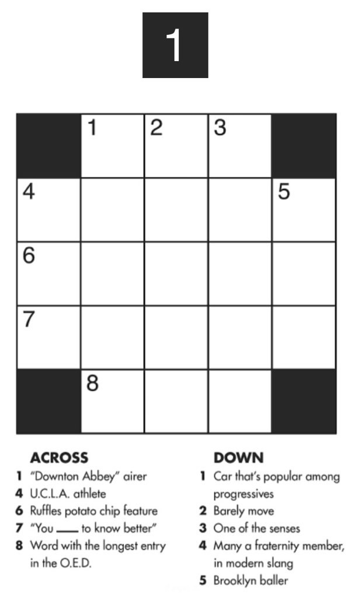 1
1 2 3
4 5
6
7
8
ACROSS
1 “Downton Abbey” airer
4 U.C.L.A. athlete
6 Ruffles potato chip feature
7 “You ___ to know better”
8 Word with the longest entry
in the O.E.D.
DOWN
1 Car that’s popular among
progressives
2 Barely move
3 One of the senses
4 Many a fraternity member,
in modern slang
5 Brooklyn baller